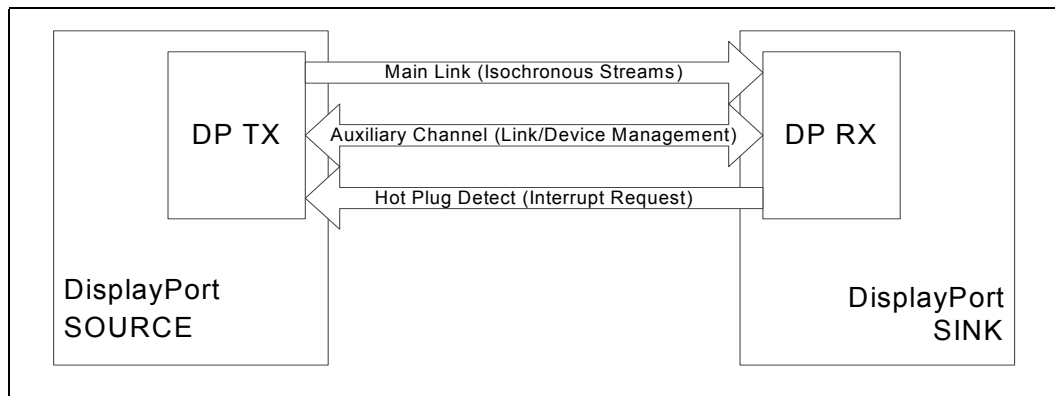 Main Link (Isochronous Streams)
DP TX
Auxiliary Channel (Link/Device Management)
DP RX
Hot Plug Detect (Interrupt Request)
DisplayPort
SOURCE
DisplayPort
SINK